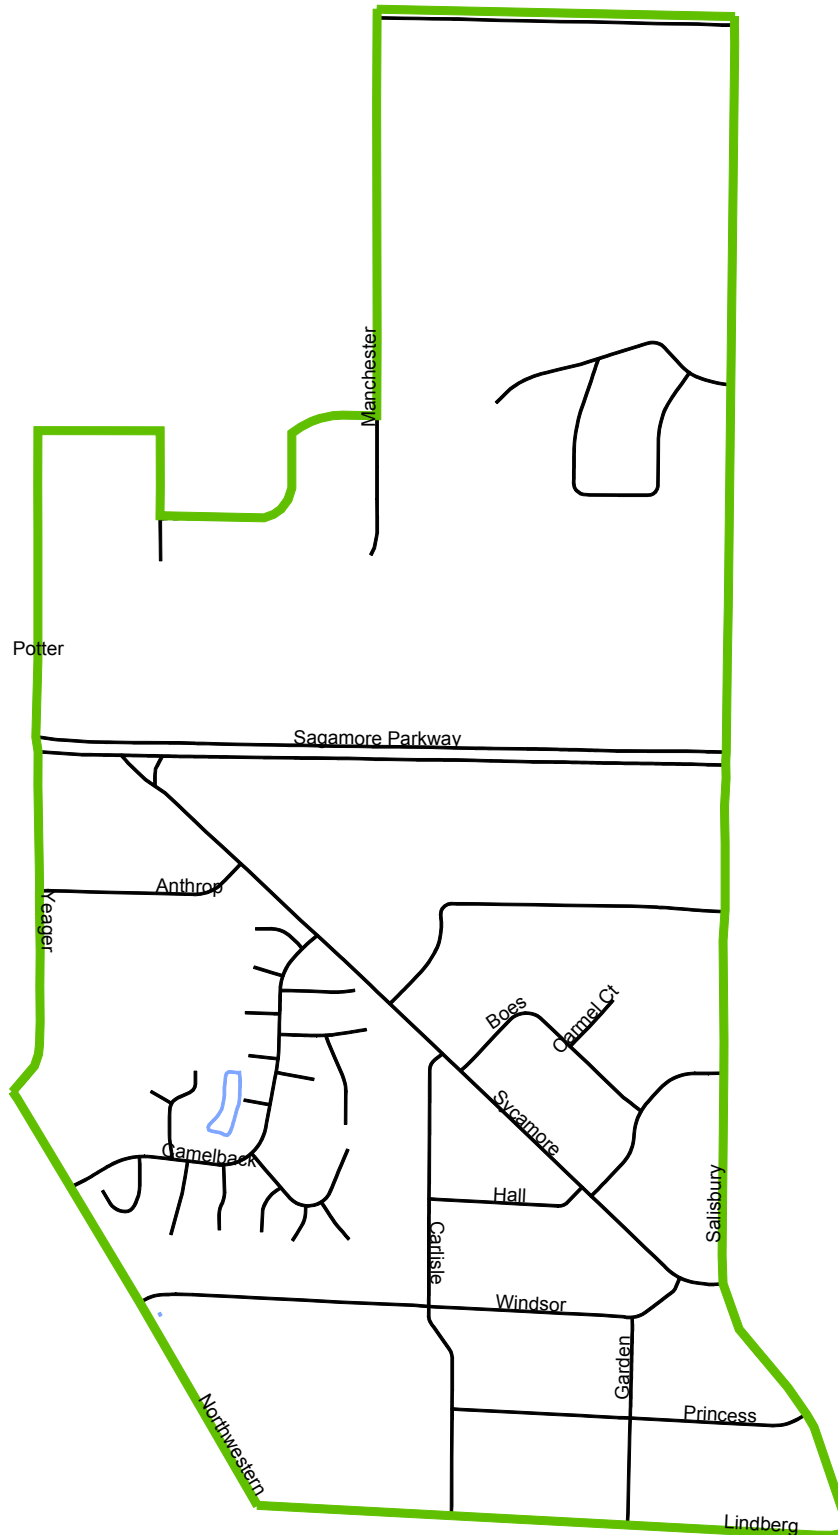 Manchester
Potter
Sagamore Parkway
Anthrop
Yeager
Boes
Carmel Ct
Sycamore
Camelback
Hall
Salisbury
Carlisle
Windsor
Garden
Northwestern
Princess
Lindberg